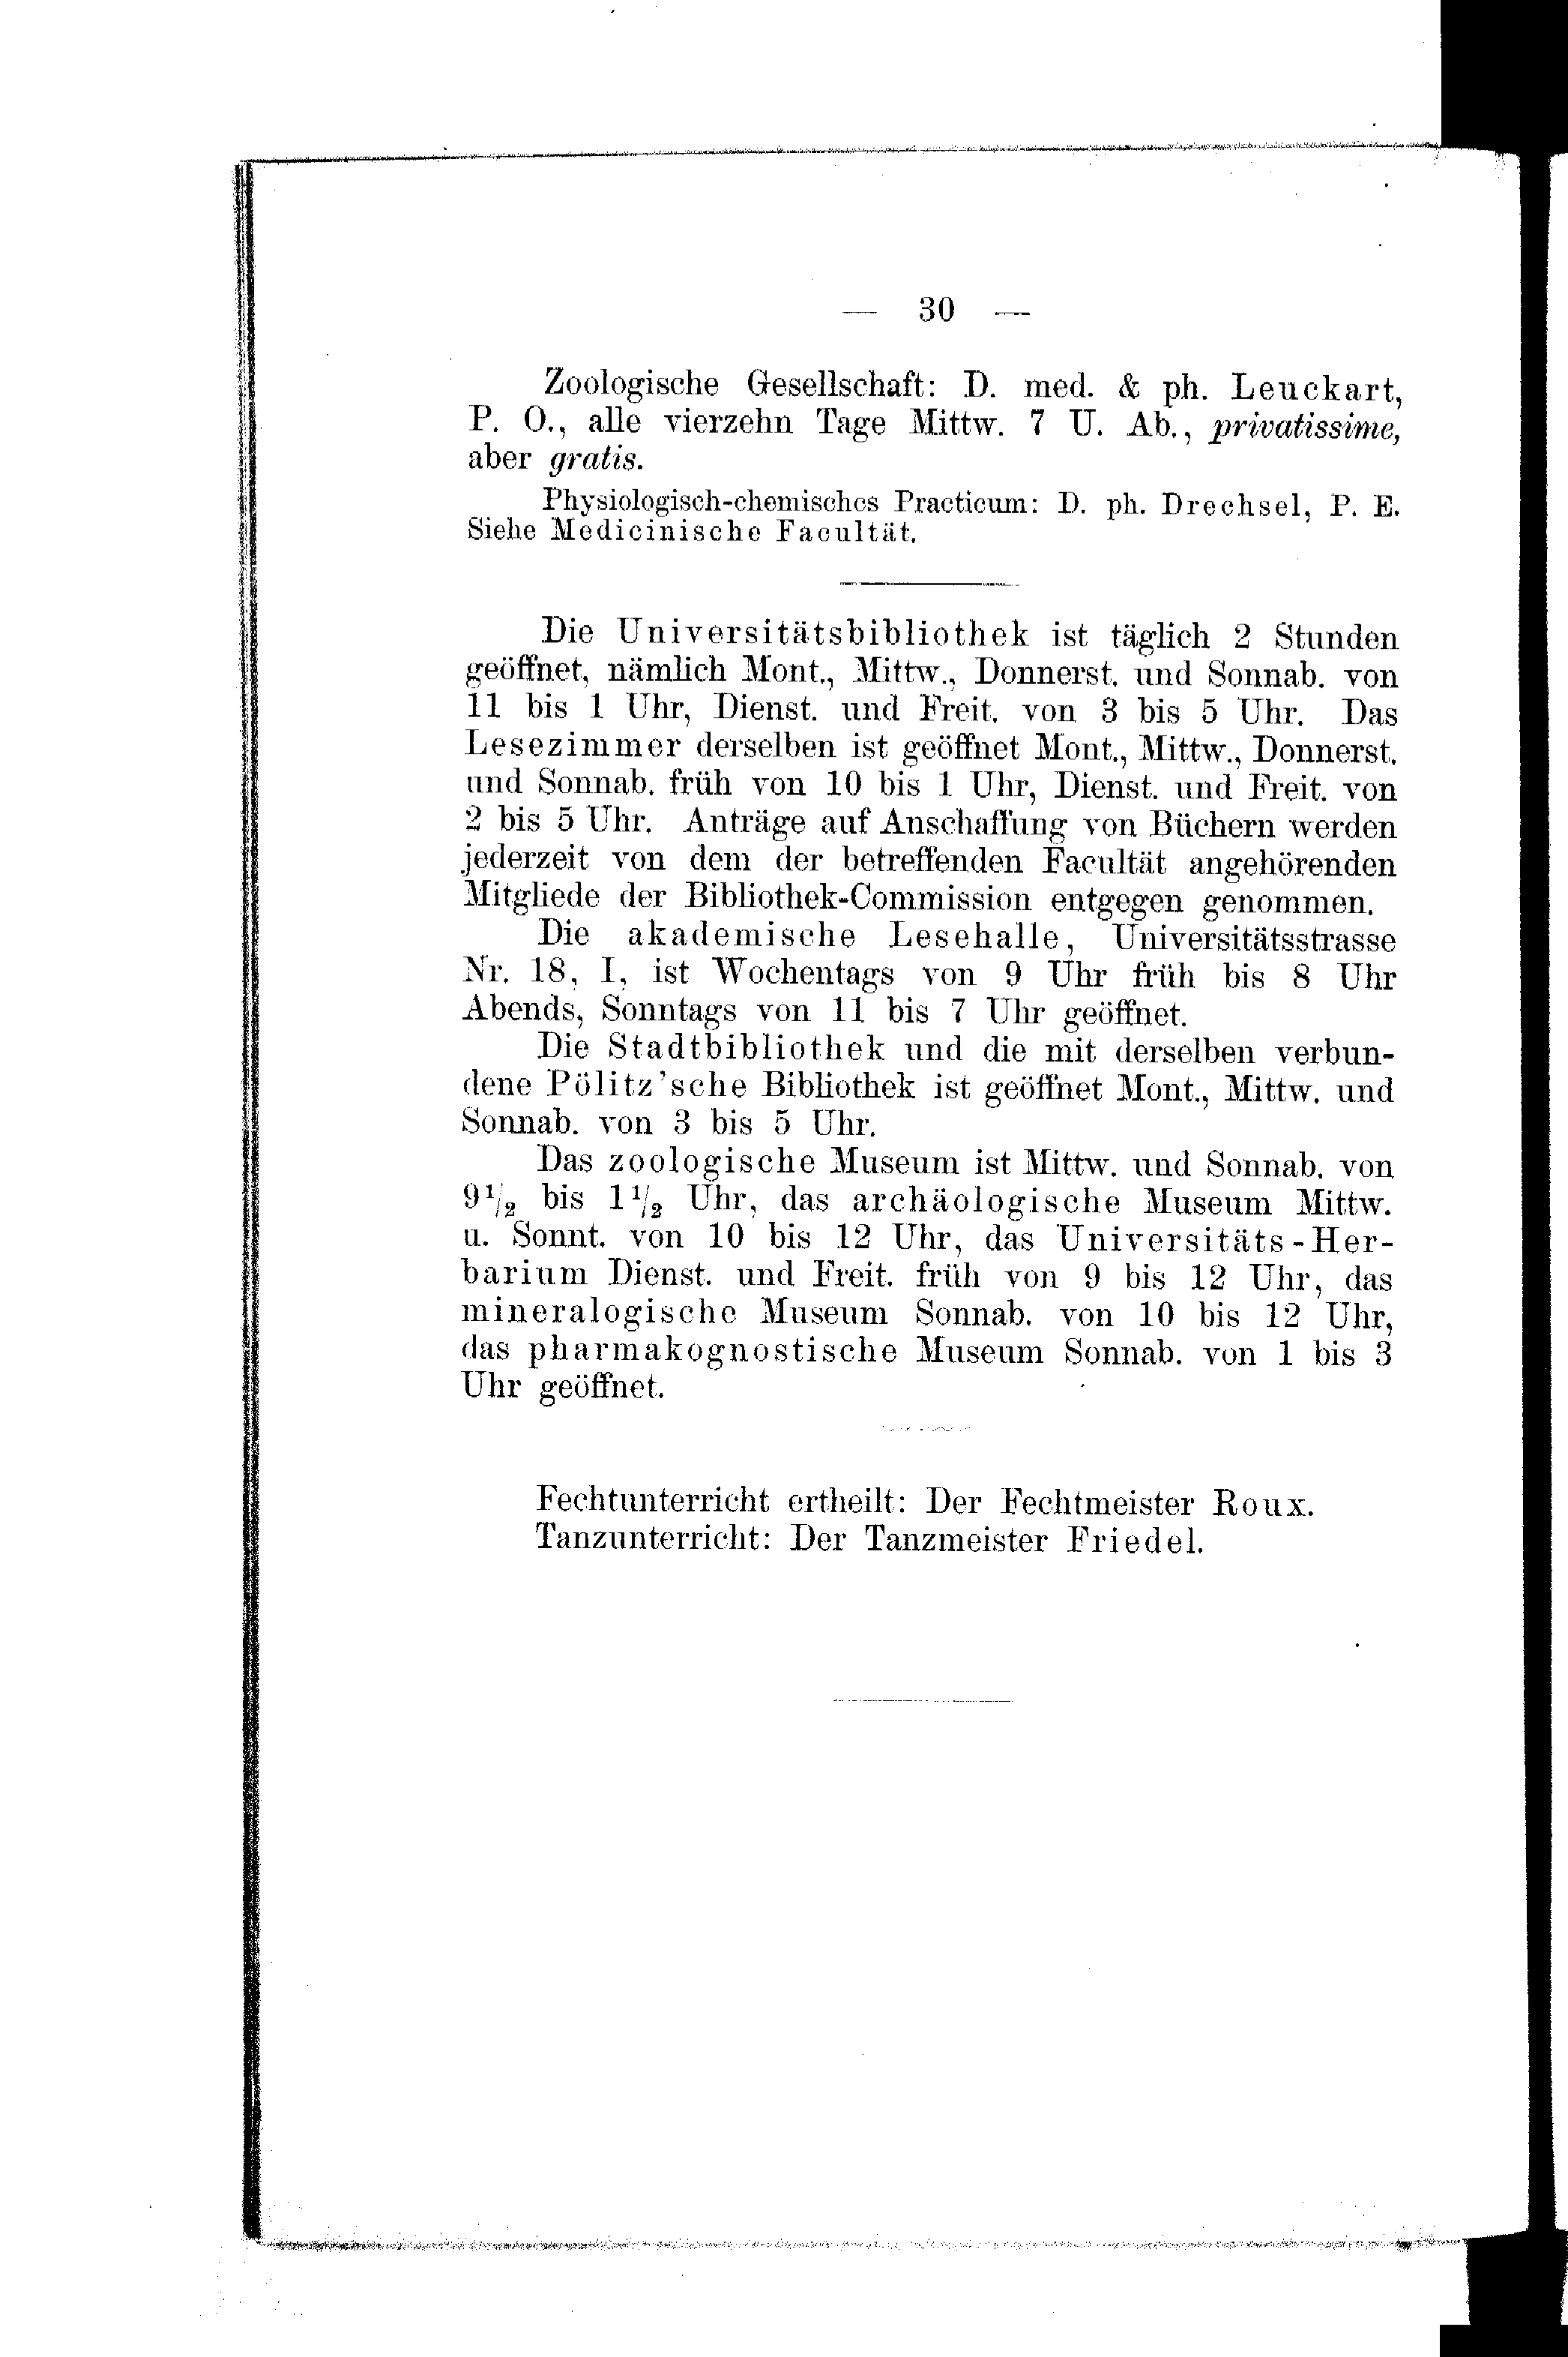 — 30 —
Zoologische Gesellschaft: D. med. & ph. Leuckart,
P. O., alle vierzehn Tage Mittw. 7 U. Ab., privatissime,
aber gratis.
Physiologisch-chemisches Practicum: D. ph. Drechsel, P. E.
Siehe Medicinische Facultät.
Die Universitätsbibliothek ist täglich 2 Stunden
geöffnet, nämlich Mont., Mittw., Donnerst. und Sonnab. von
11 bis 1 Uhr, Dienst. und Freit. von 3 bis 5 Uhr. Das
Lesezimmer derselben ist geöffnet Mont., Mittw., Donnerst.
und Sonnab. früh von 10 bis 1 Uhr, Dienst. und Freit. von
2 bis 5 Uhr. Anträge auf Anschaffung von Büchern werden
jederzeit von dem der betreffenden Facultät angehörenden
Mitgliede der Bibliothek-Commission entgegen genommen.
Die akademische Lesehalle, Universitätsstrasse
Nr. 18, I, ist Wochentags von 9 Uhr früh bis 8 Uhr
Abends, Sonntags von 11 bis 7 Uhr geöffnet.
Die Stadtbibliothek und die mit derselben verbun-
dene Pölitz'sche Bibliothek ist geöffnet Mont., Mittw. und
Sonnab. von 3 bis 5 Uhr.
Das zoologische Museum ist Mittw. und Sonnab. von
9½ bis 1½ Uhr, das archäologische Museum Mittw.
u. Sonnt. von 10 bis 12 Uhr, das Universitäts-Her-
barium Dienst. und Freit. früh von 9 bis 12 Uhr, das
mineralogische Museum Sonnab. von 10 bis 12 Uhr,
das pharmakognostische Museum Sonnab. von 1 bis 3
Uhr geöffnet.
Fechtunterricht ertheilt: Der Fechtmeister Roux.
Tanzunterricht: Der Tanzmeister Friedel.